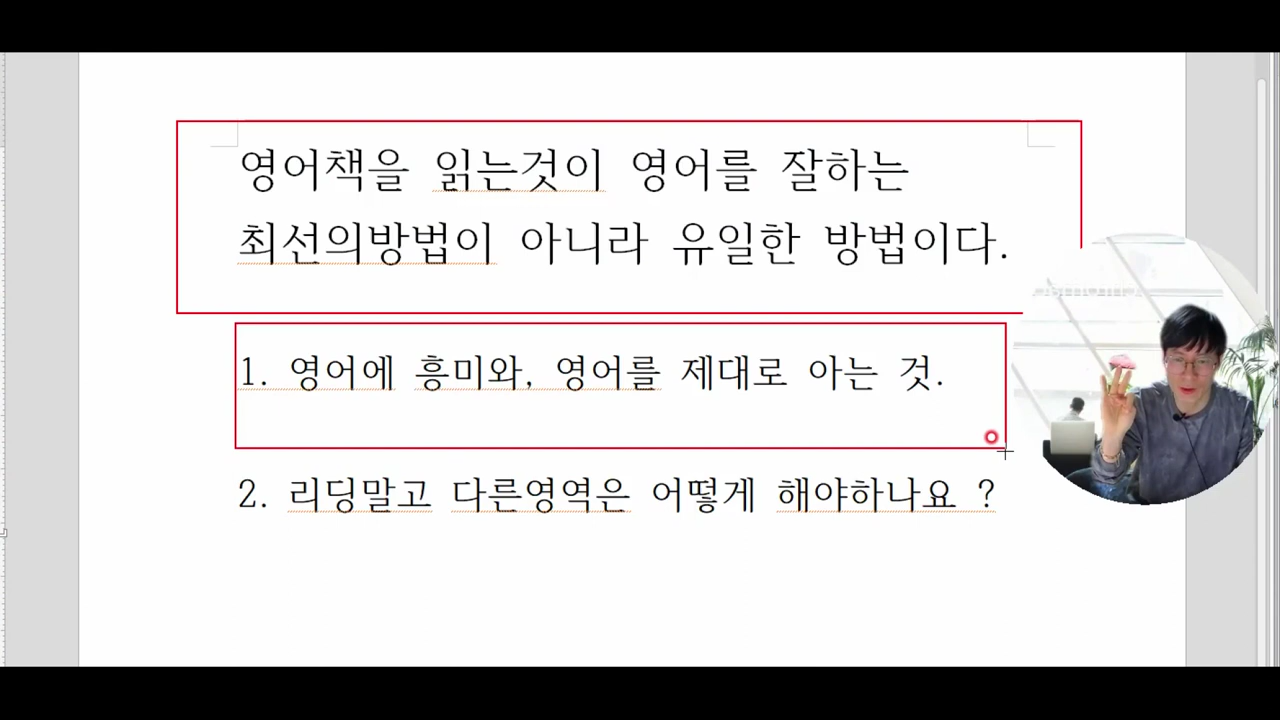 영어책을 읽는것이 영어를 잘하는
최선의방법이 아니라 유일한 방법이다.
1. 영어에 흥미와, 영어를 제대로 아는 것.
2. 리딩말고 다른영역은 어떻게 해야하나요 ?